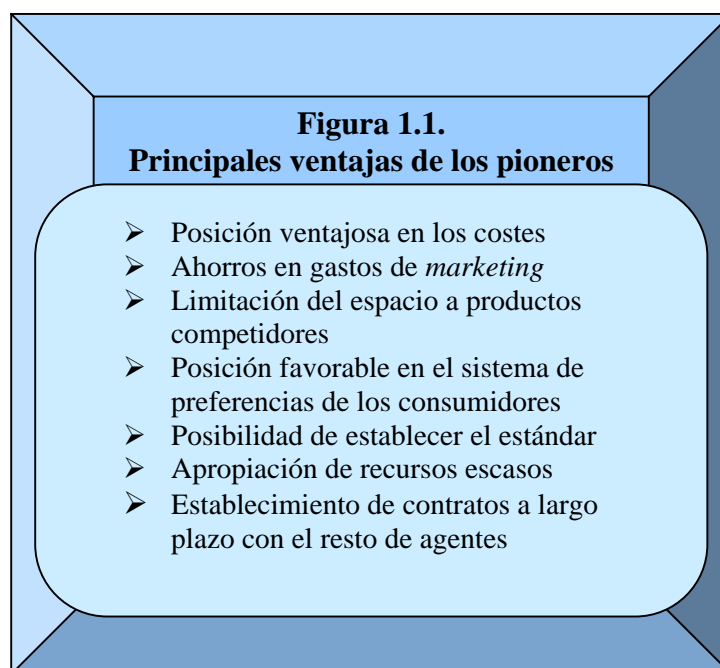 Figura 1.1.
Principales ventajas de los pioneros
➢ Posición ventajosa en los costes
➢ Ahorros en gastos de marketing
➢ Limitación del espacio a productos
competidores
➢ Posición favorable en el sistema de
preferencias de los consumidores
➢ Posibilidad de establecer el estándar
➢ Apropiación de recursos escasos
➢ Establecimiento de contratos a largo
plazo con el resto de agentes